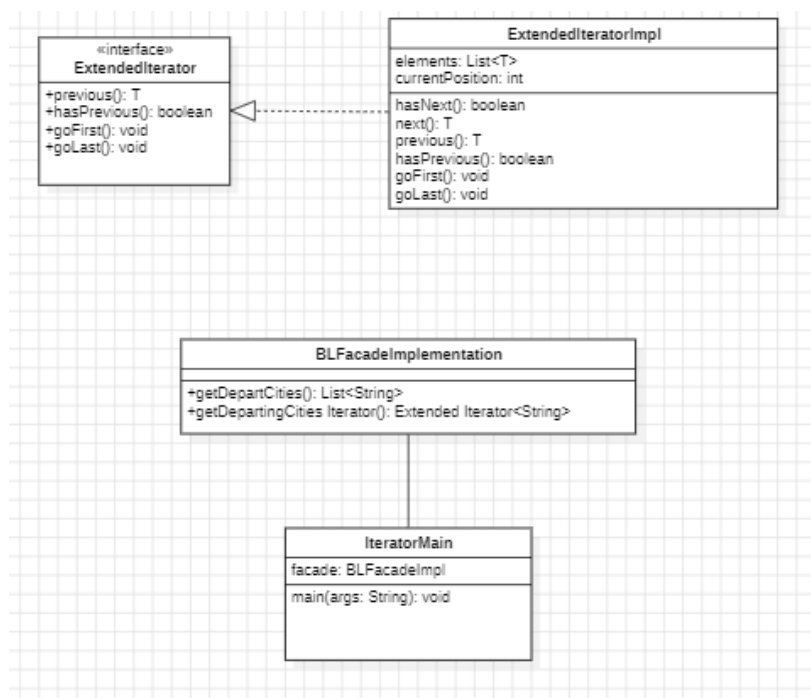 «interface»
ExtendedIterator
+previous(): T
+hasPrevious(): boolean
+goFirst(): void
+goLast(): void
ExtendedIteratorImpl
elements: List<T>
currentPosition: int
hasNext(): boolean
next(): T
previous(): T
hasPrevious(): boolean
goFirst(): void
goLast(): void
BLFacadeImplementation
+getDepartCities(): List<String>
+getDepartingCities Iterator(): Extended Iterator<String>
IteratorMain
facade: BLFacadeImpl
main(args: String): void